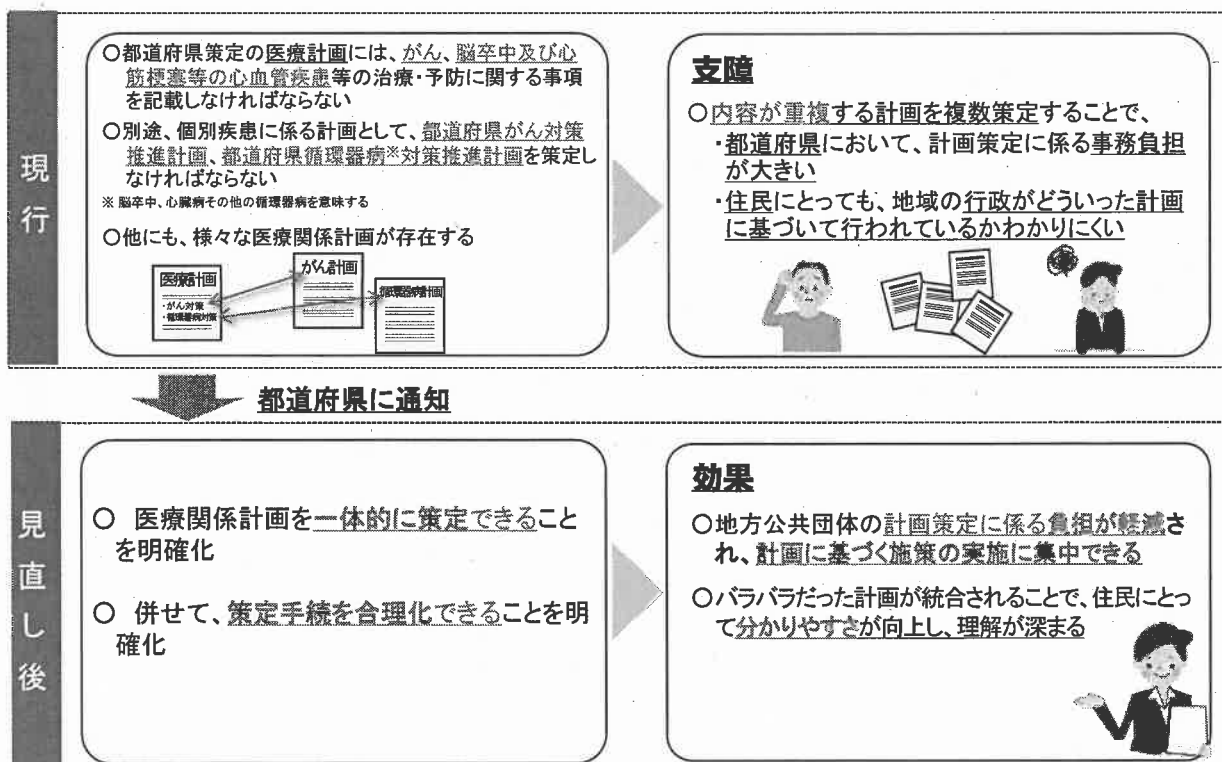 現行
○都道府県策定の医療計画には、がん、脳卒中及び心
筋梗塞等の心血管疾患等の治療・予防に関する事項
を記載しなければならない
○別途、個別疾患に係る計画として、都道府県がん対策
推進計画、都道府県循環器病※対策推進計画を策定し
なければならない
※ 脳卒中、心臓病その他の循環器病を意味する
○他にも、様々な医療関係計画が存在する
医療計画
・がん対策
・循環器病対策
がん計画
循環器病計画
支障
○内容が重複する計画を複数策定することで、
・都道府県において、計画策定に係る事務負担
が大きい
・住民にとっても、地域の行政がどういった計画
に基づいて行われているかわかりにくい
都道府県に通知
見直し後
○ 医療関係計画を一体的に策定できること
を明確化
○ 併せて、策定手続を合理化できることを明
確化
効果
○地方公共団体の計画策定に係る負担が軽減さ
れ、計画に基づく施策の実施に集中できる
○バラバラだった計画が統合されることで、住民にとっ
て分かりやすさが向上し、理解が深まる